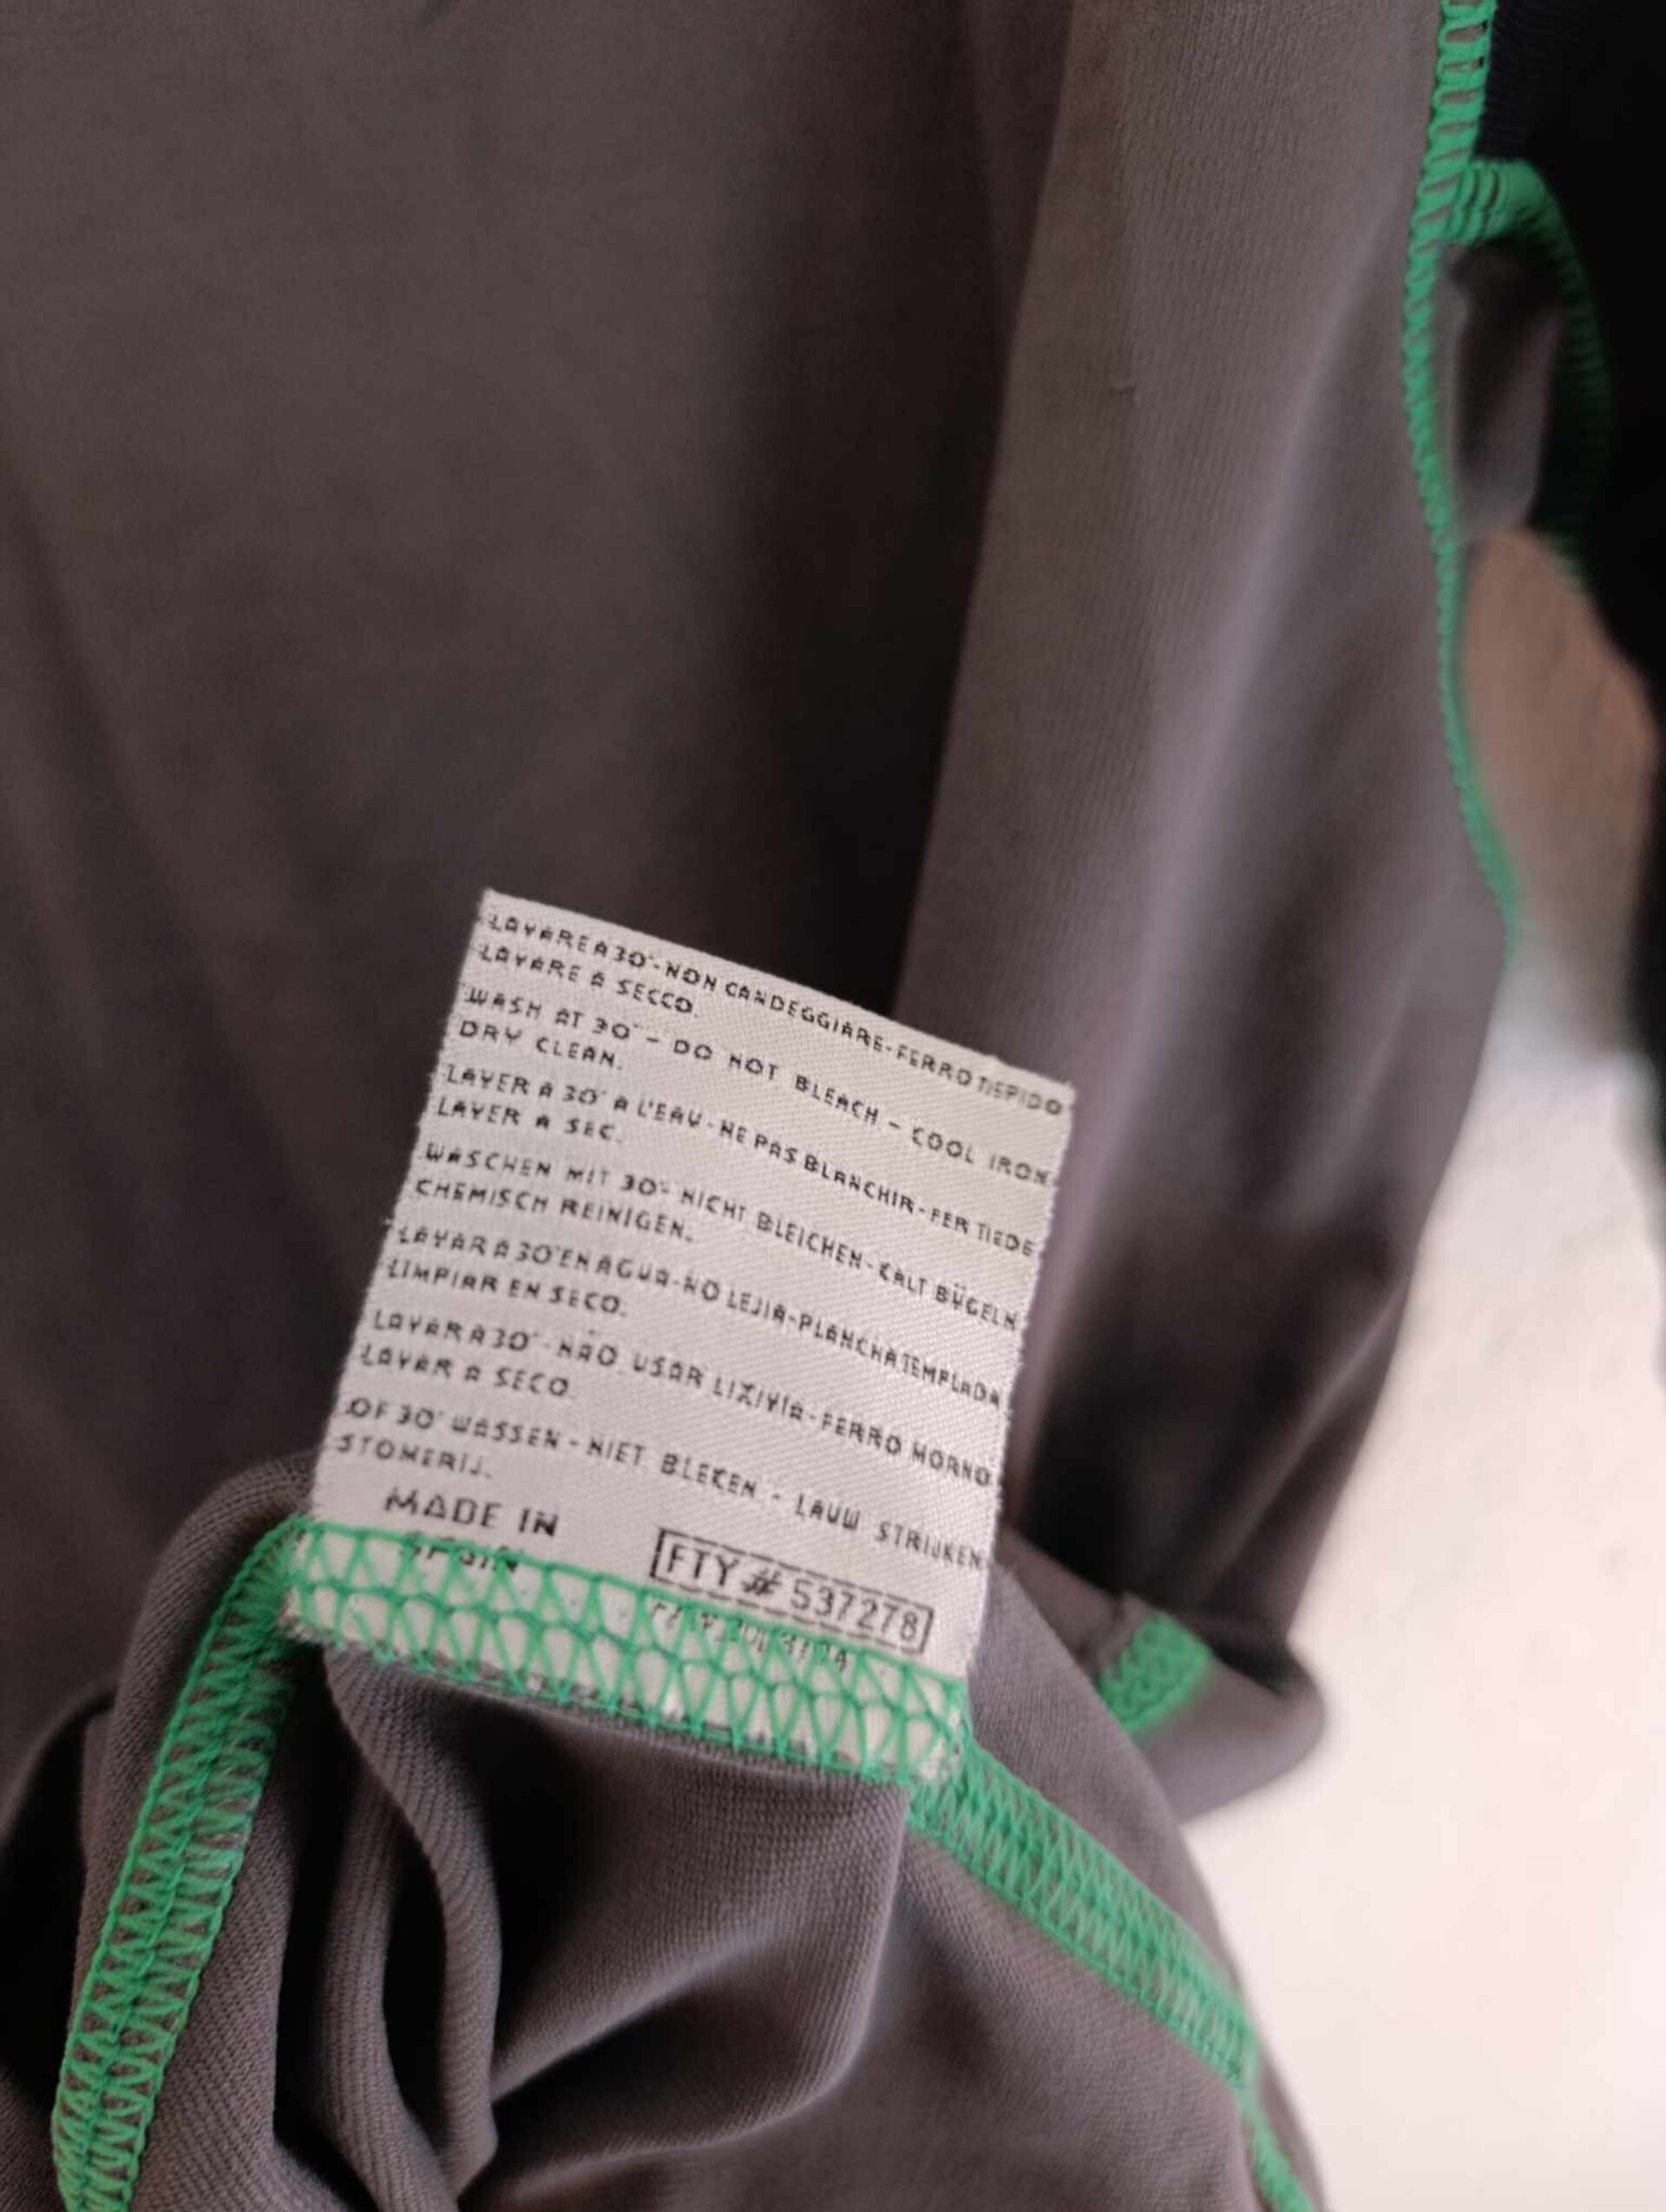 LAVARE A 30°-NON CANDEGGIARE-FERRO TIEPIDO
LAVARE A SECCO.
WASH AT 30° - DO NOT BLEACH - COOL IRON
DRY CLEAN.
LAVER A 30° A L'EAU-NE PAS BLANCHIR-FER TIEDE
LAVER A SEC.
WASCHEN MIT 30°-NICHT BLEICHEN-KALT BÜGELN
CHEMISCH REINIGEN.
LAVAR A 30°EN AGUA-NO LEJIA-PLANCHA TEMPLADA
LIMPIAR EN SECO.
LAVAR A 30°-NÃO USAR LIXIVIA-FERRO MORNO
LAVAR A SECO.
OF 30° WASSEN-NIET BLEKEN - LAUW STRIJKEN
STOMERIJ.
MADE IN
SPAIN
FTY # 537278